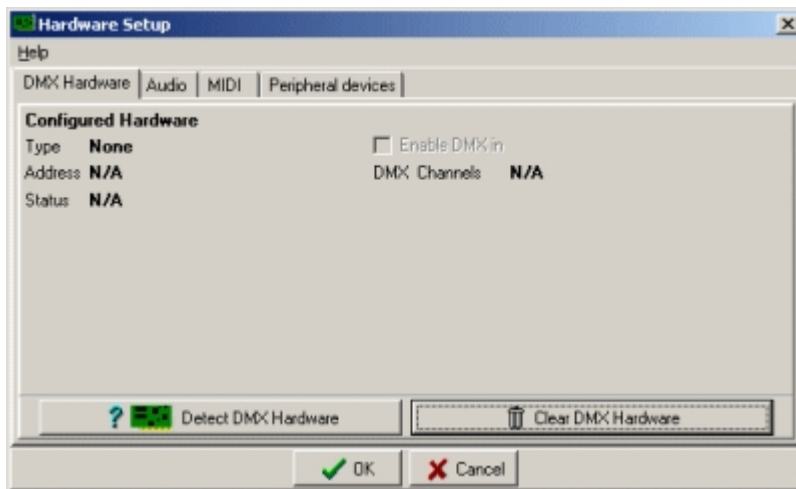 Hardware Setup
Help
DMX Hardware Audio MIDI Peripheral devices
Configured Hardware
Type None Enable DMX in
Address N/A DMX Channels N/A
Status N/A
? Detect DMX Hardware Clear DMX Hardware
OK Cancel